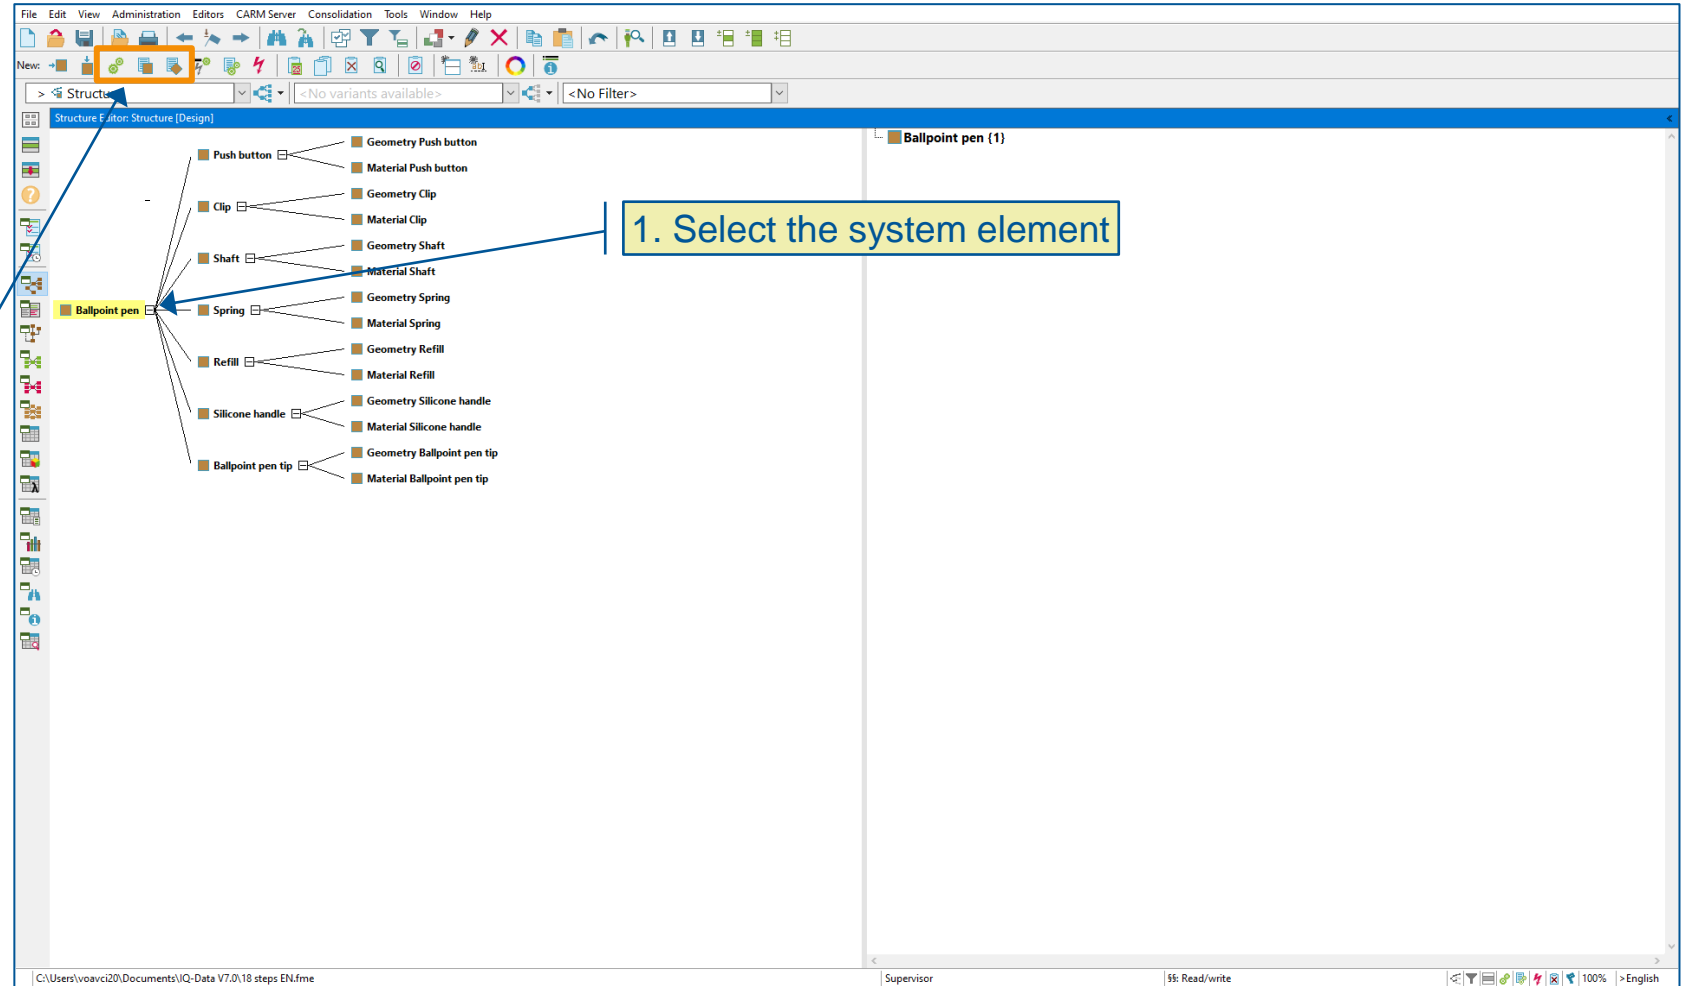 File Edit View Administration Editors CARM Server Consolidation Tools Window Help
New:
> Structu <No variants available> <No Filter>
Structure Editor: Structure [Design]
Ballpoint pen {1}
Geometry Push button
Push button
Material Push button
Geometry Clip
Clip
Material Clip
1. Select the system element
Geometry Shaft
Shaft
Material Shaft
Geometry Spring
Ballpoint pen
Spring
Material Spring
Geometry Refill
Refill
Material Refill
Geometry Silicone handle
Silicone handle
Material Silicone handle
Geometry Ballpoint pen tip
Ballpoint pen tip
Material Ballpoint pen tip
C:\Users\voavci20\Documents\IQ-Data V7.0\18 steps EN.fme Supervisor §§: Read/write 100% >English